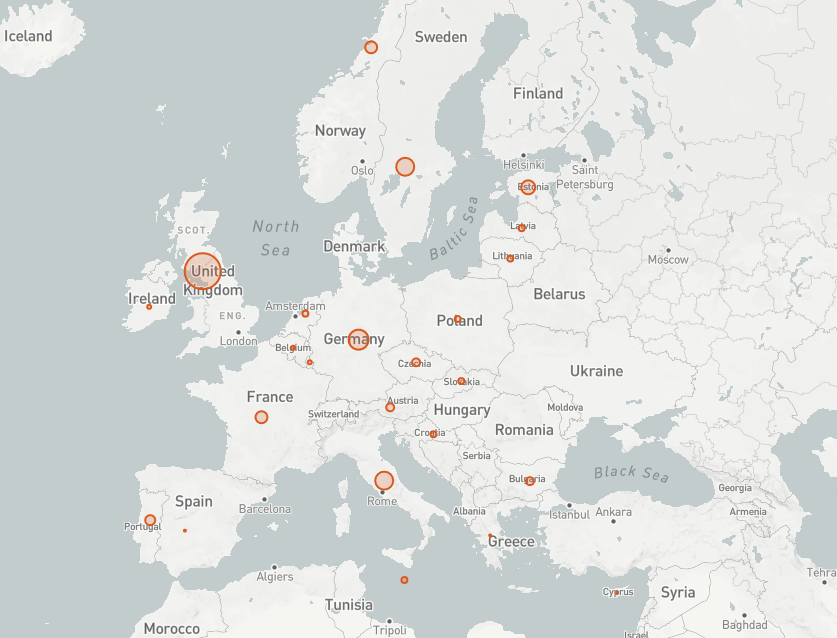 Iceland
Sweden
Finland
Norway
Oslo
Helsinki
Saint
Petersburg
Estonia
SCOT.
North
Sea
Baltic Sea
Latvia
Denmark
Lithuania
Moscow
United
Kingdom
Ireland
Belarus
Amsterdam
ENG.
London
Poland
Germany
Belgium
Czechia
Ukraine
Slovakia
France
Austria
Switzerland
Hungary
Moldova
Romania
Croatia
Serbia
Black Sea
Bulgaria
Georgia
Spain
Rome
Barcelona
Albania
Istanbul
Ankara
Armenia
Portugal
Greece
Algiers
Tehra
Cyprus
Syria
Tunisia
Baghdad
Morocco
Tripoli
Israel